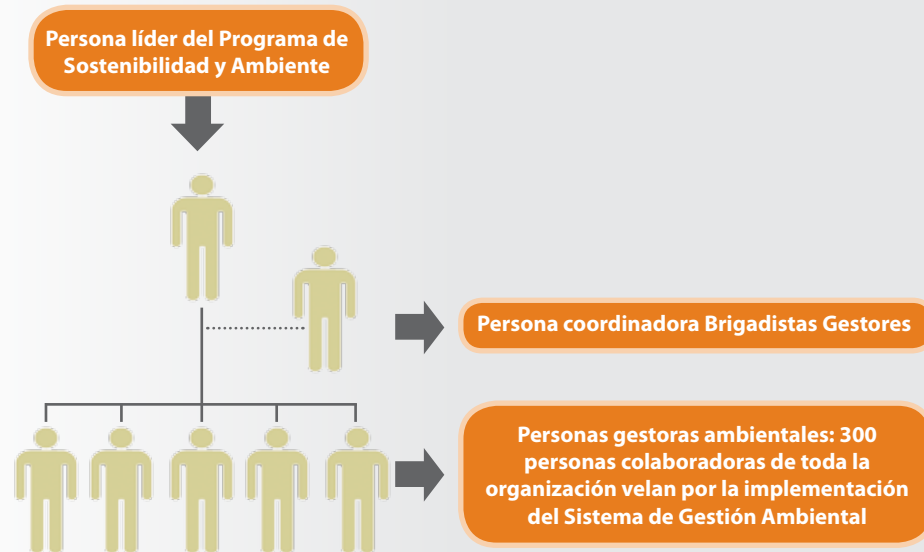 Persona líder del Programa de
Sostenibilidad y Ambiente
Persona coordinadora Brigadistas Gestores
Personas gestoras ambientales: 300
personas colaboradoras de toda la
organización velan por la implementación
del Sistema de Gestión Ambiental